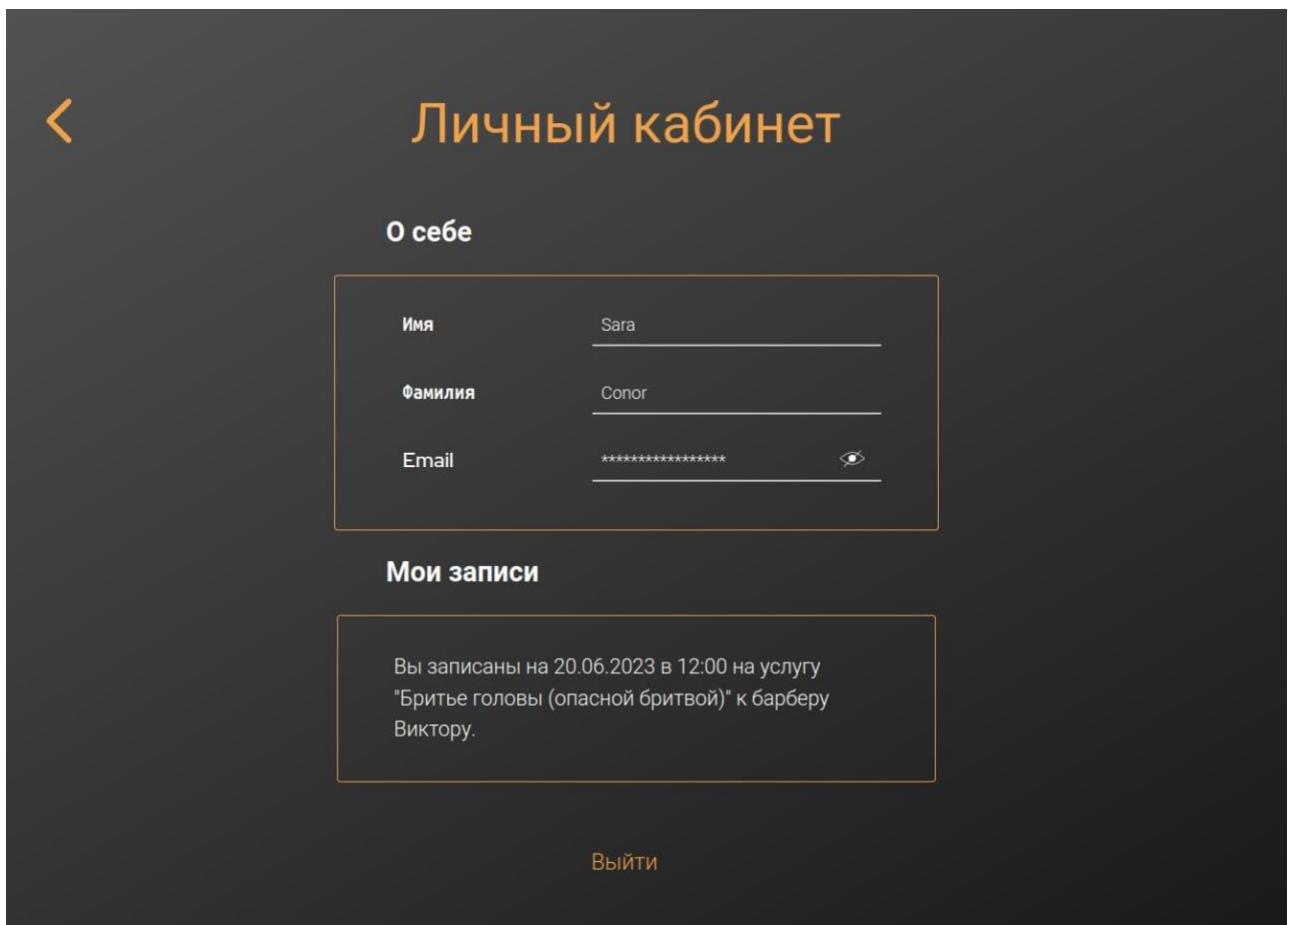 Личный кабинет
О себе
Имя Sara
Фамилия Conor
Email *****************
Мои записи
Вы записаны на 20.06.2023 в 12:00 на услугу
"Бритье головы (опасной бритвой)" к барберу
Виктору.
Выйти